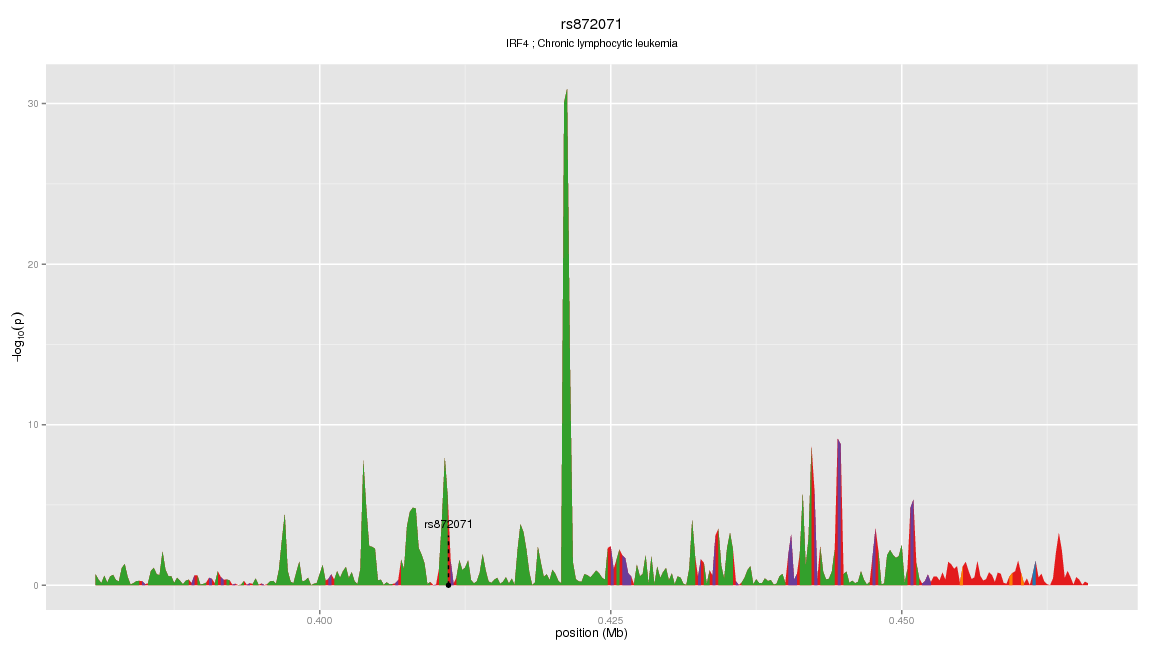 rs872071
IRF4 ; Chronic lymphocytic leukemia
30
20
10
0
−log10(p)
rs872071
0.400
0.425
0.450
position (Mb)